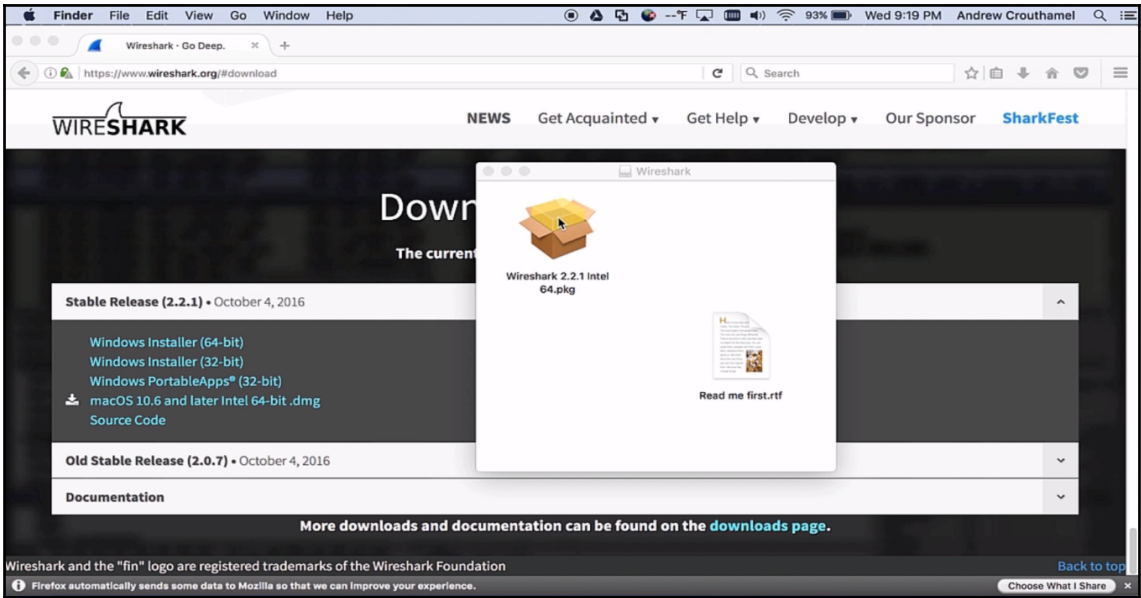 Finder File Edit View Go Window Help --°F 93% Wed 9:19 PM Andrew Crouthamel
Wireshark · Go Deep.
https://www.wireshark.org/#download
Search
WIRESHARK
NEWS Get Acquainted Get Help Develop Our Sponsor SharkFest
Wireshark
Down
The current
Wireshark 2.2.1 Intel
64.pkg
Stable Release (2.2.1) • October 4, 2016
Windows Installer (64-bit)
Windows Installer (32-bit)
Windows PortableApps® (32-bit)
macOS 10.6 and later Intel 64-bit .dmg
Source Code
Read me first.rtf
Old Stable Release (2.0.7) • October 4, 2016
Documentation
More downloads and documentation can be found on the downloads page.
Wireshark and the "fin" logo are registered trademarks of the Wireshark Foundation
Back to top
Firefox automatically sends some data to Mozilla so that we can improve your experience.
Choose What I Share